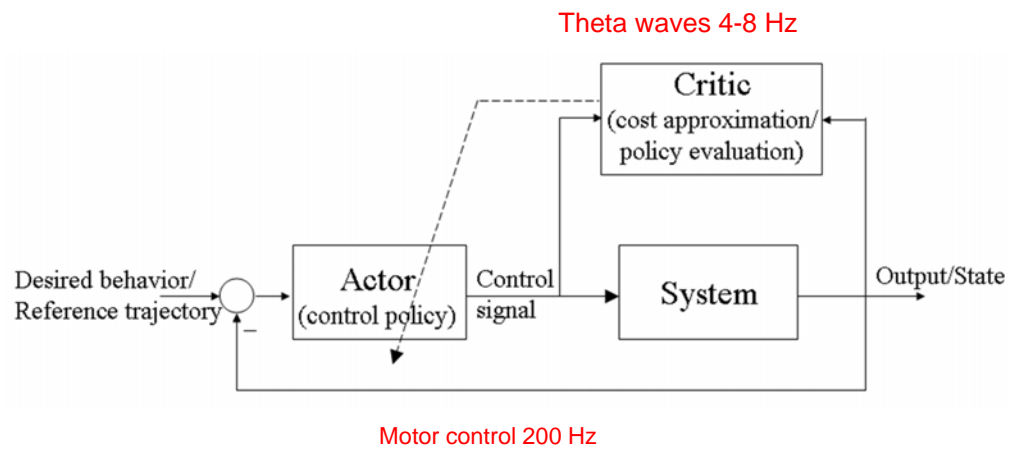 Theta waves 4-8 Hz
Critic
(cost approximation/
policy evaluation)
Desired behavior/
Reference trajectory
−
Actor
(control policy)
Control
signal
System
Output/State
Motor control 200 Hz